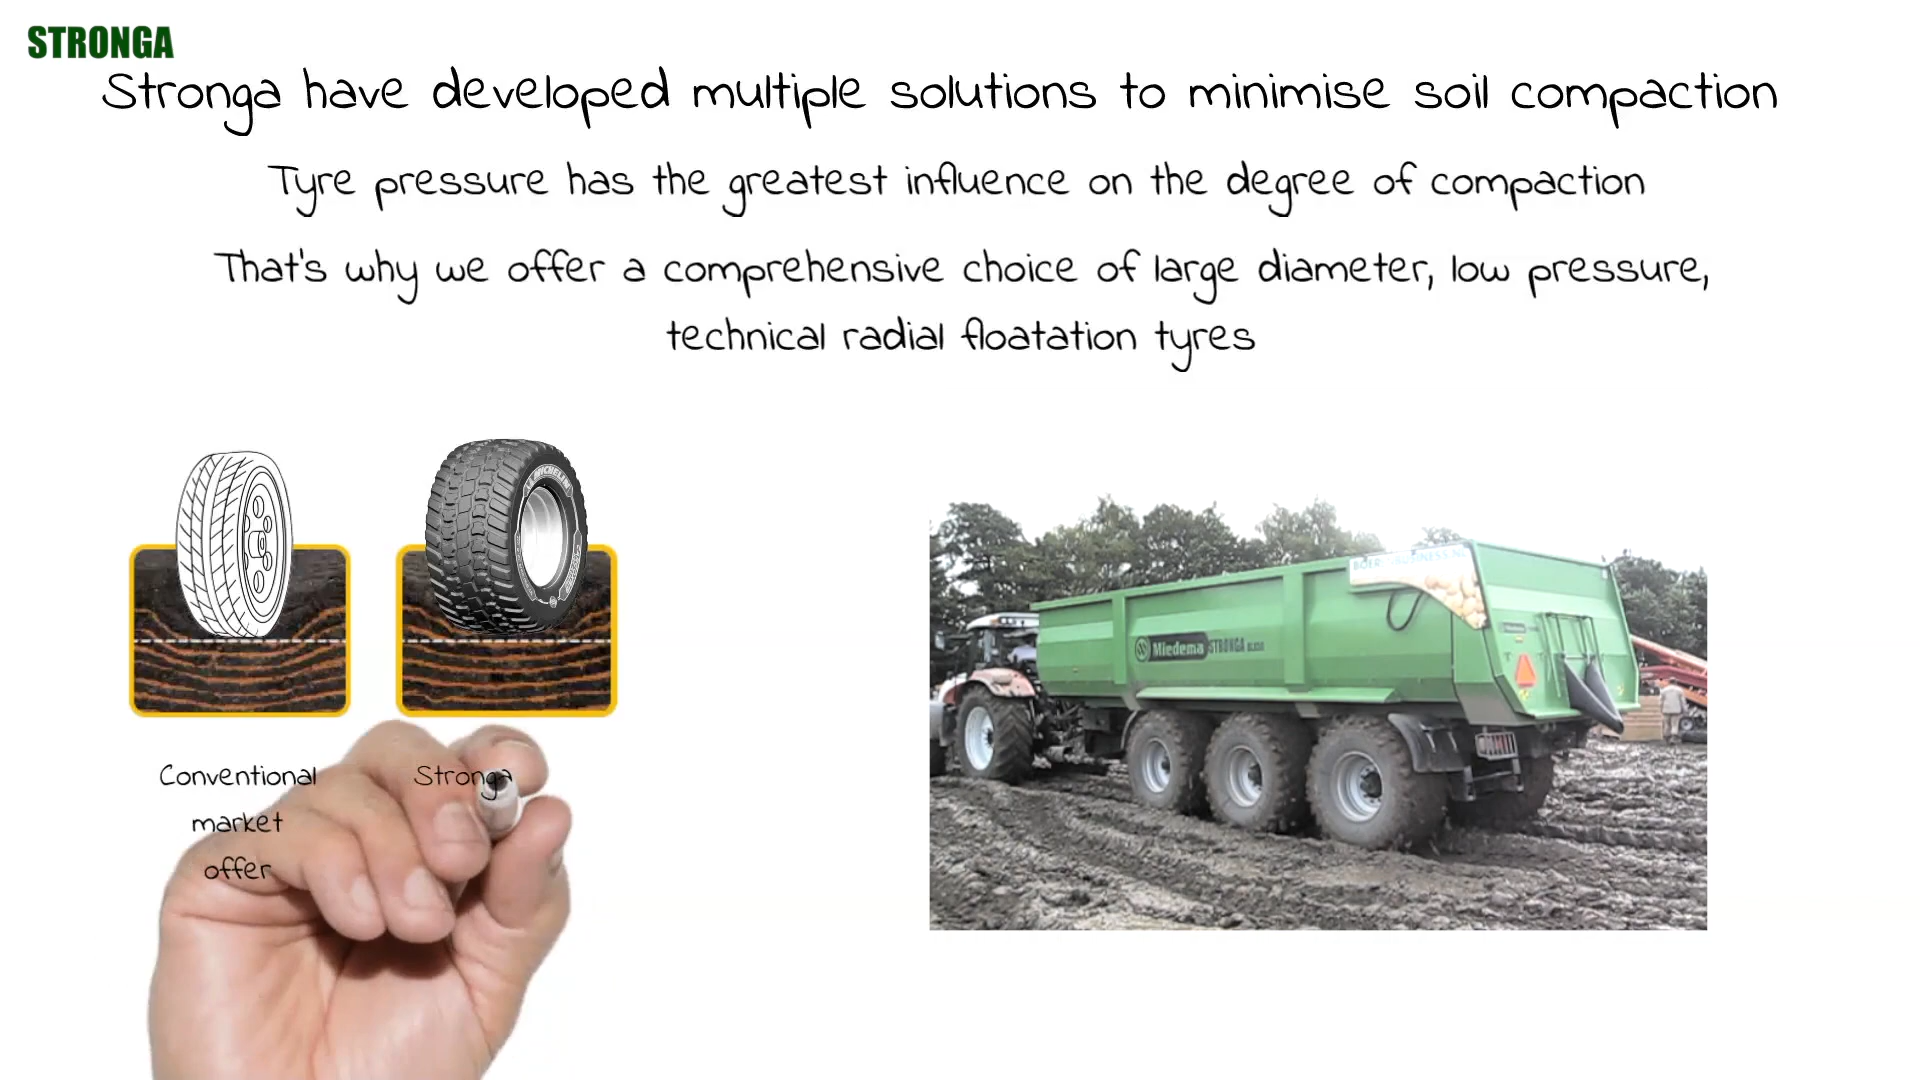 STRONGA
Stronga have developed multiple solutions to minimise soil compaction
Tyre pressure has the greatest influence on the degree of compaction
That's why we offer a comprehensive choice of large diameter, low pressure,
technical radial floatation tyres
MICHELIN
Miedema STRONGA
Conventional
market
offer
Stronga